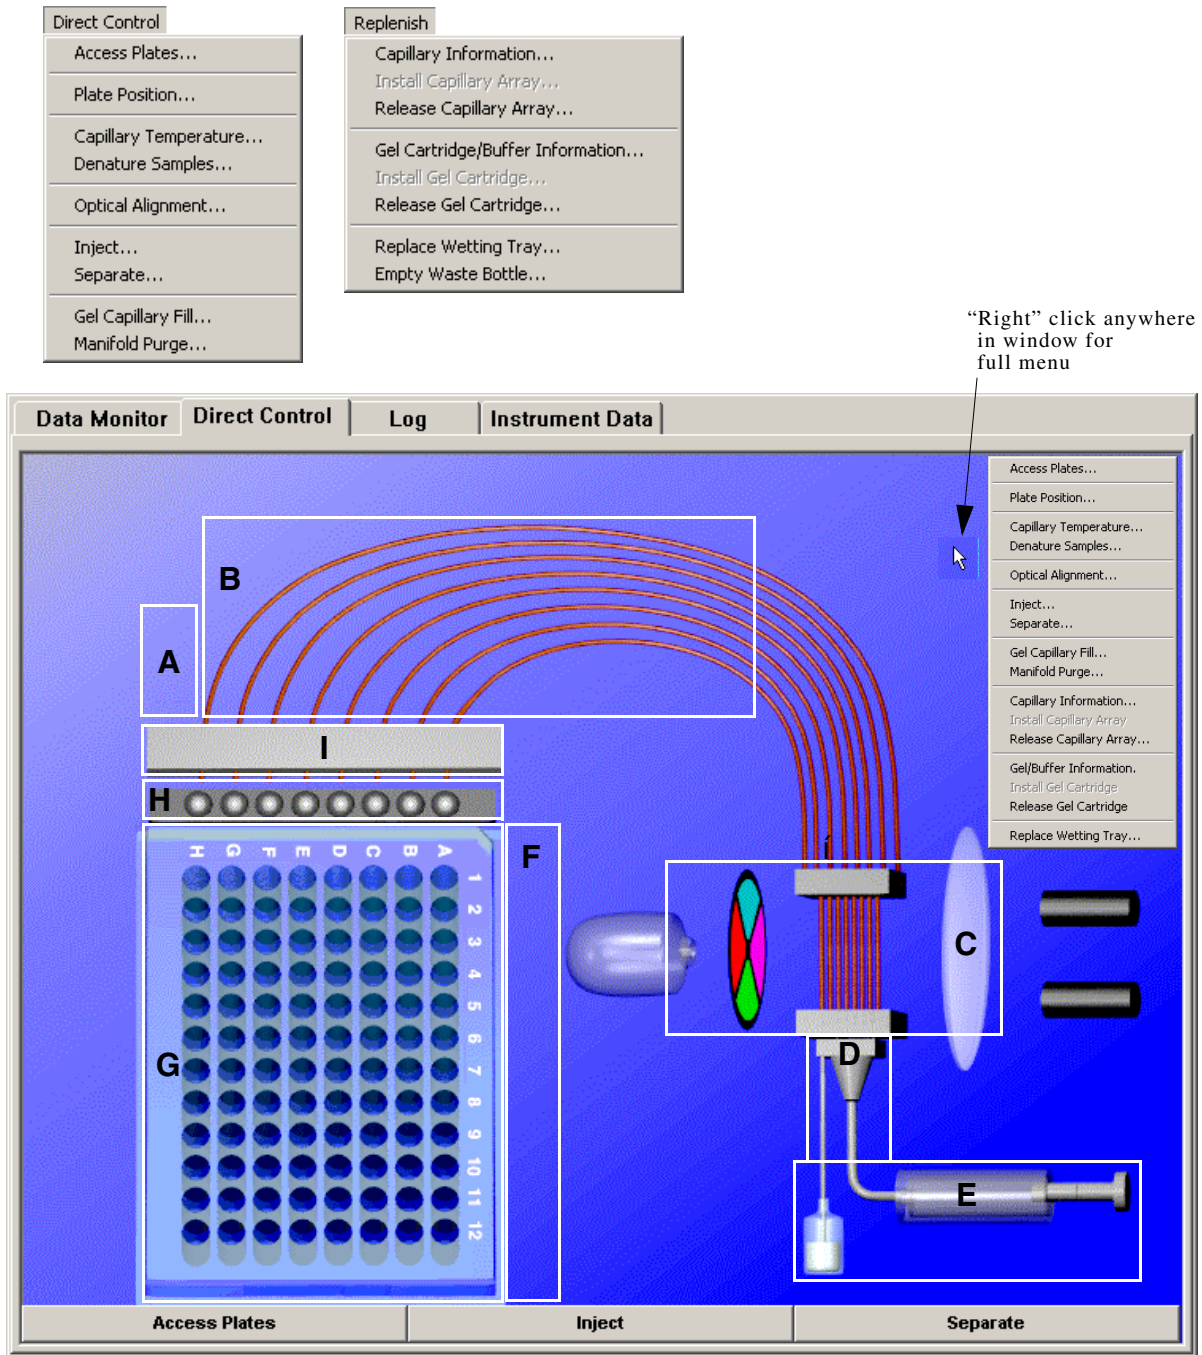 Direct Control
Access Plates...
Plate Position...
Capillary Temperature...
Denature Samples...
Optical Alignment...
Inject...
Separate...
Gel Capillary Fill...
Manifold Purge...
Replenish
Capillary Information...
Install Capillary Array...
Release Capillary Array...
Gel Cartridge/Buffer Information...
Install Gel Cartridge...
Release Gel Cartridge...
Replace Wetting Tray...
Empty Waste Bottle...
“Right” click anywhere
in window for
full menu
Data Monitor Direct Control Log Instrument Data
Access Plates...
Plate Position...
Capillary Temperature...
Denature Samples...
Optical Alignment...
Inject...
Separate...
Gel Capillary Fill...
Manifold Purge...
Capillary Information...
Install Capillary Array
Release Capillary Array...
Gel/Buffer Information.
Install Gel Cartridge
Release Gel Cartridge
Replace Wetting Tray...
B
A
I
H
F
H G F E D C B A
1
2
3
4
5
6
7
8
9
10
11
12
G
C
D
E
Access Plates Inject Separate